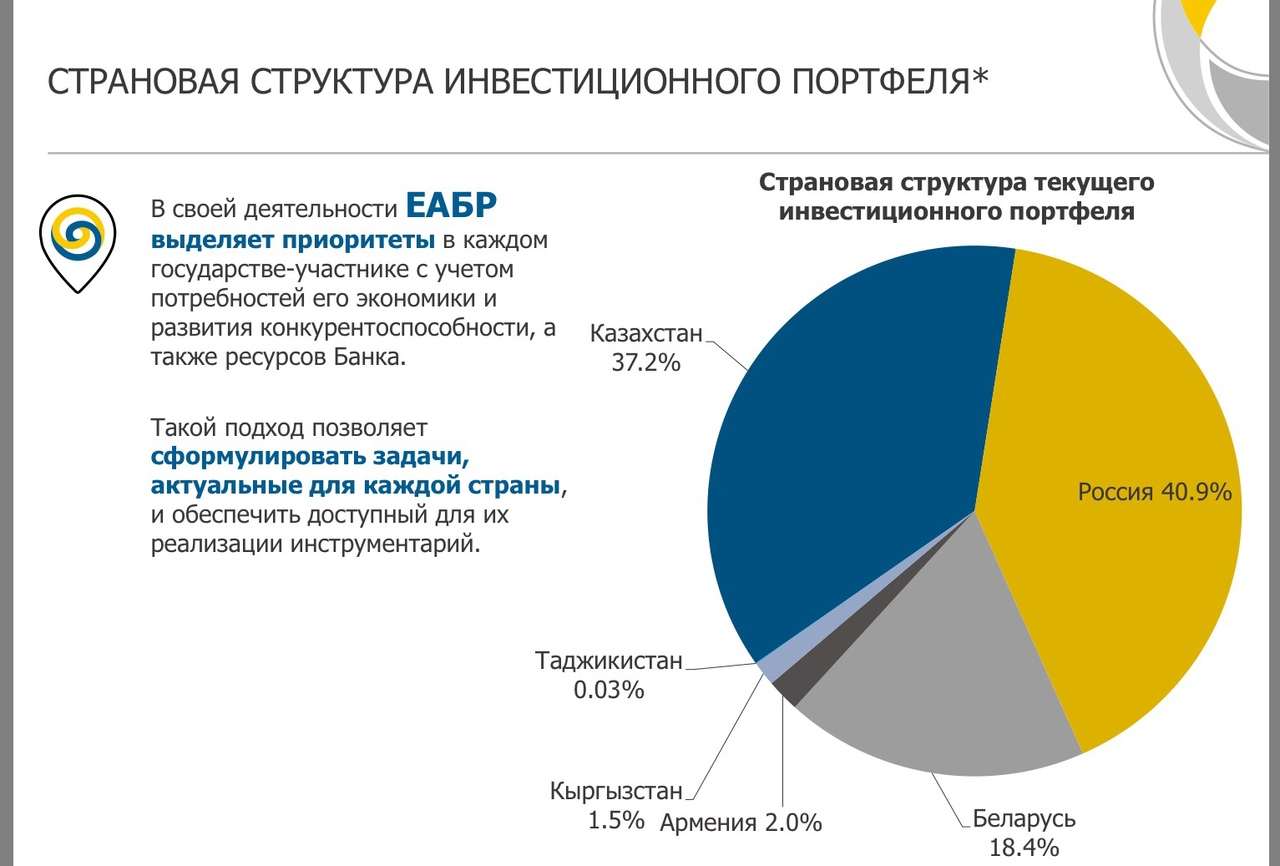 СТРАНОВАЯ СТРУКТУРА ИНВЕСТИЦИОННОГО ПОРТФЕЛЯ*
В своей деятельности ЕАБР
выделяет приоритеты в каждом
государстве-участнике с учетом
потребностей его экономики и
развития конкурентоспособности, а
также ресурсов Банка.
Такой подход позволяет
сформулировать задачи,
актуальные для каждой страны,
и обеспечить доступный для их
реализации инструментарий.
Страновая структура текущего
инвестиционного портфеля
Казахстан
37.2%
Россия 40.9%
Таджикистан
0.03%
Кыргызстан
1.5%
Армения 2.0%
Беларусь
18.4%